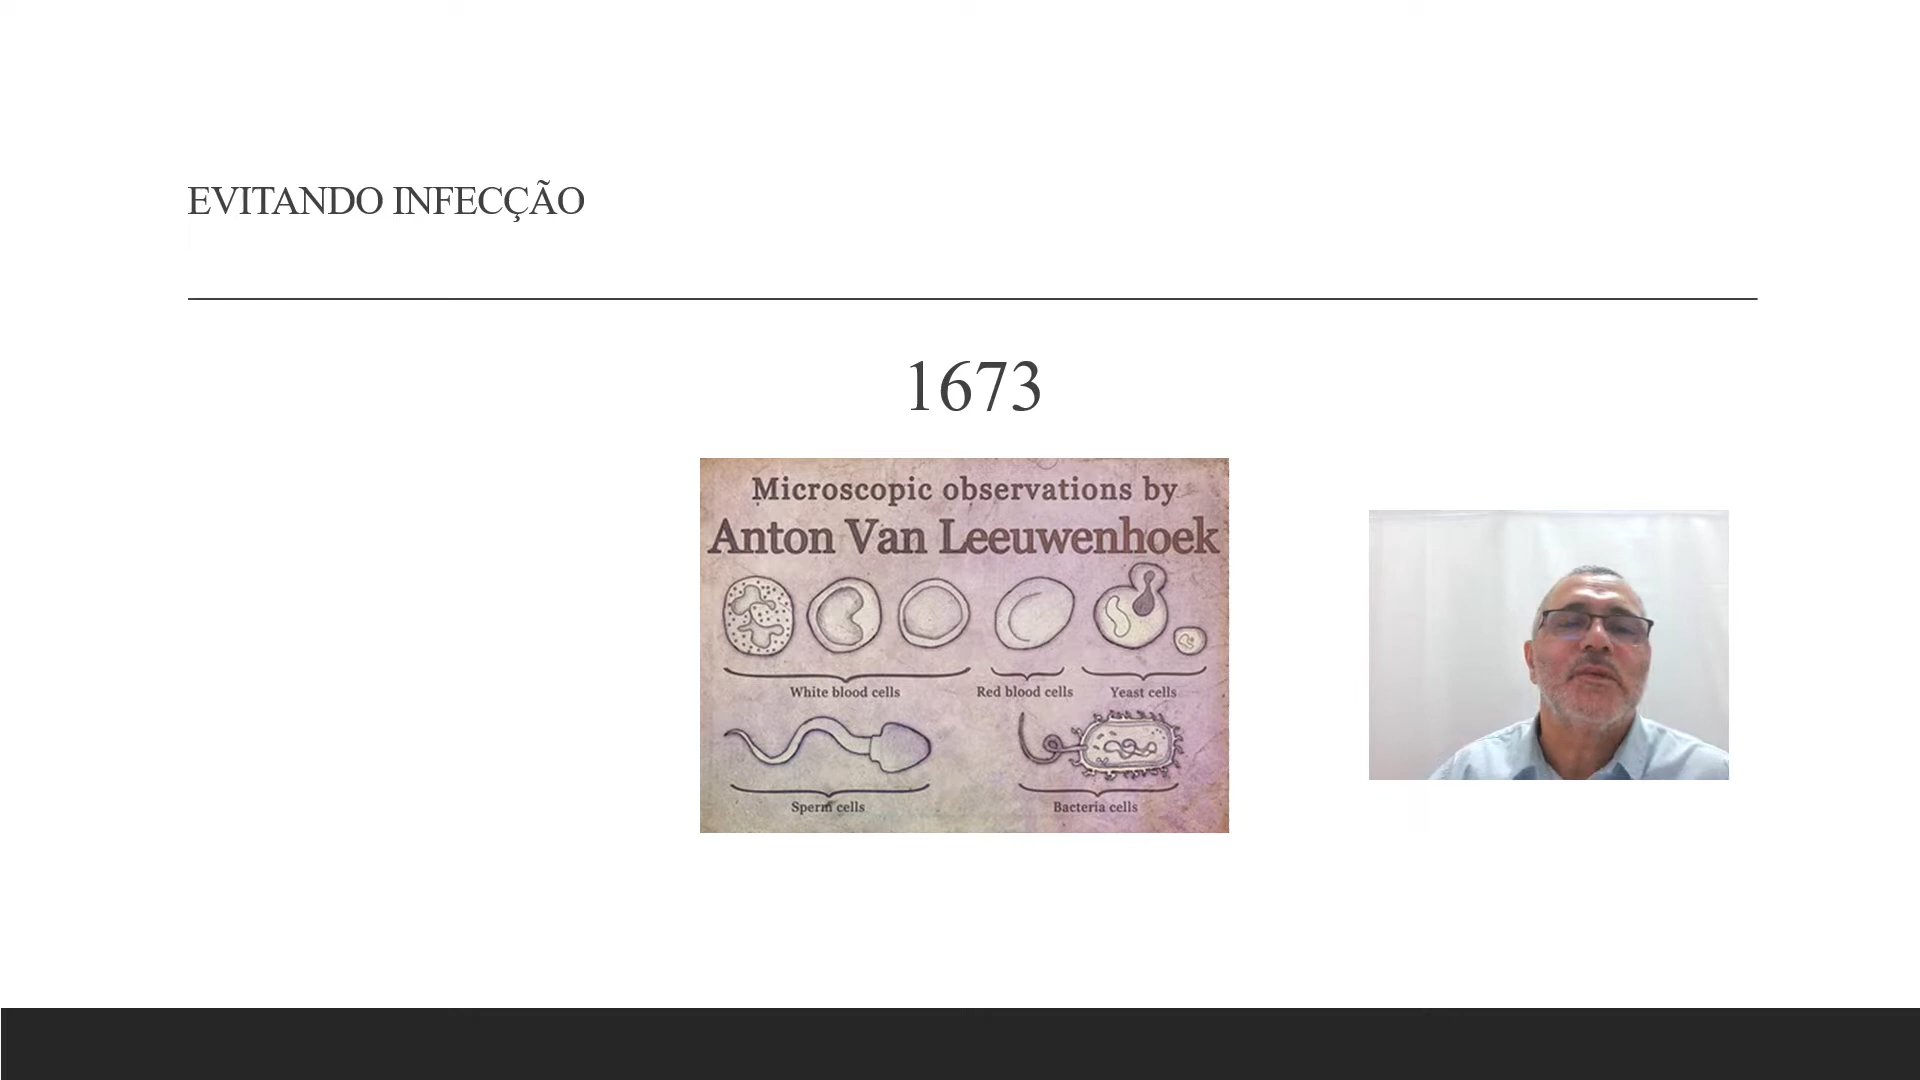 EVITANDO INFECÇÃO
1673
Microscopic observations by
Anton Van Leeuwenhoek
White blood cells
Red blood cells
Yeast cells
Sperm cells
Bacteria cells